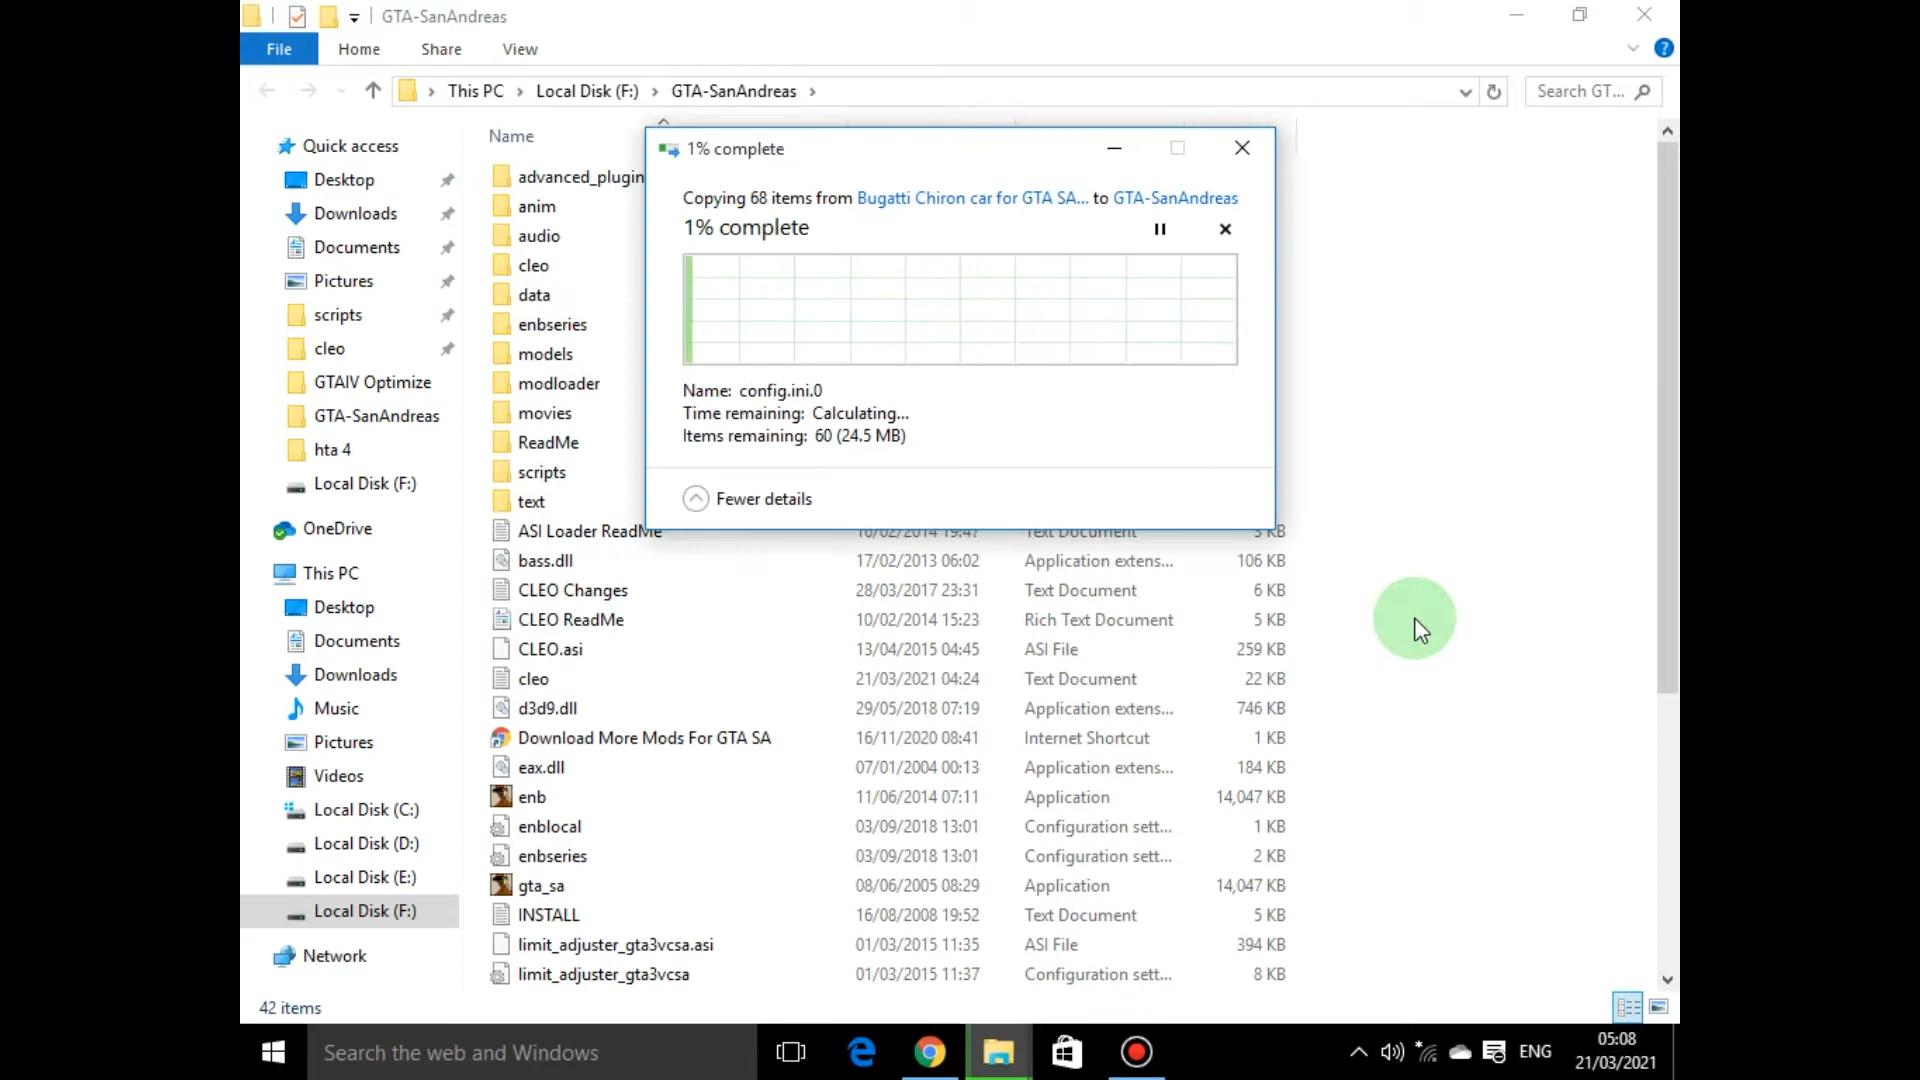 GTA-SanAndreas
File Home Share View
This PC Local Disk (F:) GTA-SanAndreas
Search GT...
Quick access
Desktop
Downloads
Documents
Pictures
scripts
cleo
GTAIV Optimize
GTA-SanAndreas
hta 4
Local Disk (F:)
OneDrive
This PC
Desktop
Documents
Downloads
Music
Pictures
Videos
Local Disk (C:)
Local Disk (D:)
Local Disk (E:)
Local Disk (F:)
Network
Name
advanced_plugin
anim
audio
cleo
data
enbseries
models
modloader
movies
ReadMe
scripts
text
1% complete
Copying 68 items from Bugatti Chiron car for GTA SA... to GTA-SanAndreas
1% complete
Name: config.ini.0
Time remaining: Calculating...
Items remaining: 60 (24.5 MB)
Fewer details
ASI Loader ReadMe 10/02/2014 19:47 Text Document 3 KB
bass.dll 17/02/2013 06:02 Application extens... 106 KB
CLEO Changes 28/03/2017 23:31 Text Document 6 KB
CLEO ReadMe 10/02/2014 15:23 Rich Text Document 5 KB
CLEO.asi 13/04/2015 04:45 ASI File 259 KB
cleo 21/03/2021 04:24 Text Document 22 KB
d3d9.dll 29/05/2018 07:19 Application extens... 746 KB
Download More Mods For GTA SA 16/11/2020 08:41 Internet Shortcut 1 KB
eax.dll 07/01/2004 00:13 Application extens... 184 KB
enb 11/06/2014 07:11 Application 14,047 KB
enblocal 03/09/2018 13:01 Configuration sett... 1 KB
enbseries 03/09/2018 13:01 Configuration sett... 2 KB
gta_sa 08/06/2005 08:29 Application 14,047 KB
INSTALL 16/08/2008 19:52 Text Document 5 KB
limit_adjuster_gta3vcsa.asi 01/03/2015 11:35 ASI File 394 KB
limit_adjuster_gta3vcsa 01/03/2015 11:37 Configuration sett... 8 KB
42 items
Search the web and Windows
ENG
05:08
21/03/2021